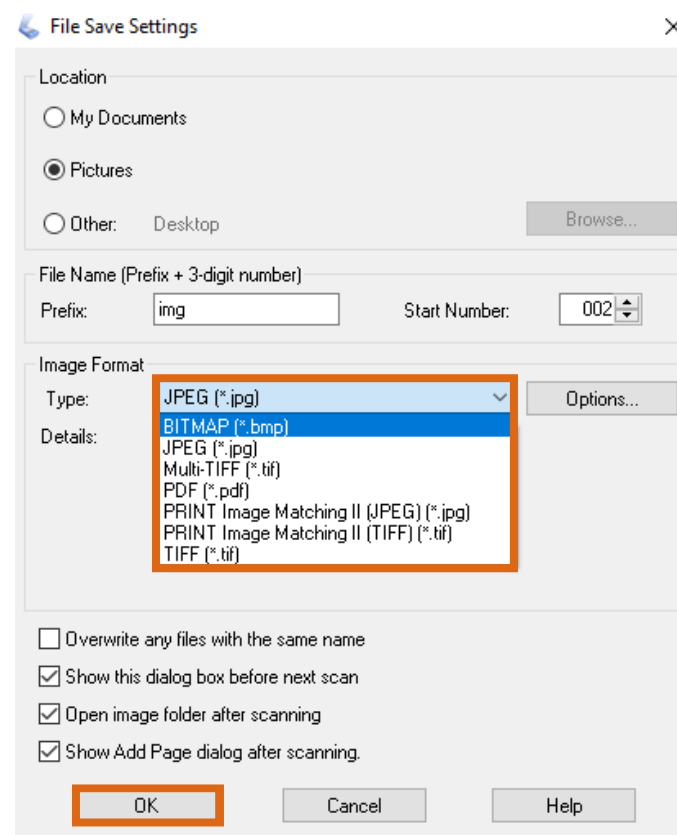 File Save Settings
Location
My Documents
Pictures
Other: Desktop Browse...
File Name (Prefix + 3-digit number)
Prefix: img Start Number: 002
Image Format
Type: JPEG (*.jpg) Options...
BITMAP (*.bmp)
Details:
JPEG (*.jpg)
Multi-TIFF (*.tif)
PDF (*.pdf)
PRINT Image Matching II (JPEG) (*.jpg)
PRINT Image Matching II (TIFF) (*.tif)
TIFF (*.tif)
Overwrite any files with the same name
Show this dialog box before next scan
Open image folder after scanning
Show Add Page dialog after scanning.
OK Cancel Help